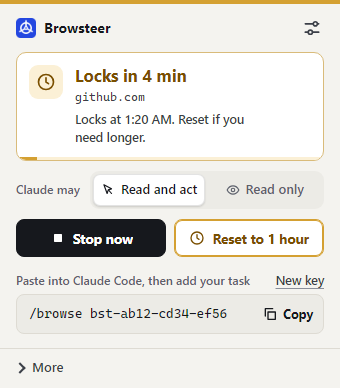 Browsteer
Locks in 4 min
github.com
Locks at 1:20 AM. Reset if you
need longer.
Claude may
Read and act
Read only
Stop now
Reset to 1 hour
Paste into Claude Code, then add your task
New key
/browse bst-ab12-cd34-ef56
Copy
More